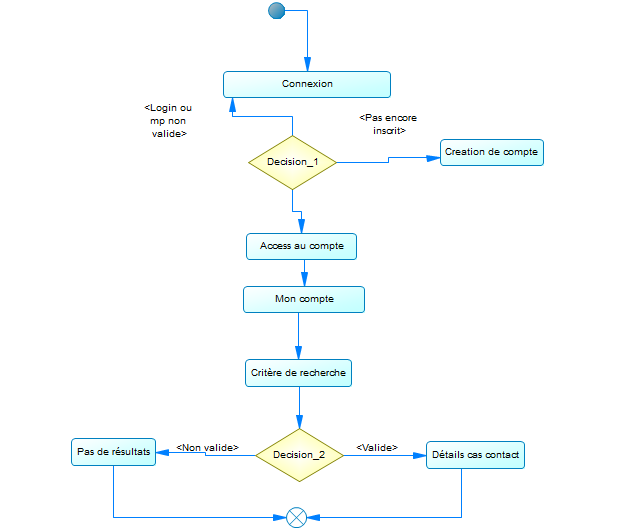 Connexion
<Login ou
mp non
valide>
<Pas encore
inscrit>
Decision_1
Creation de compte
Access au compte
Mon compte
Critère de recherche
Pas de résultats
<Non valide>
Decision_2
<Valide>
Détails cas contact